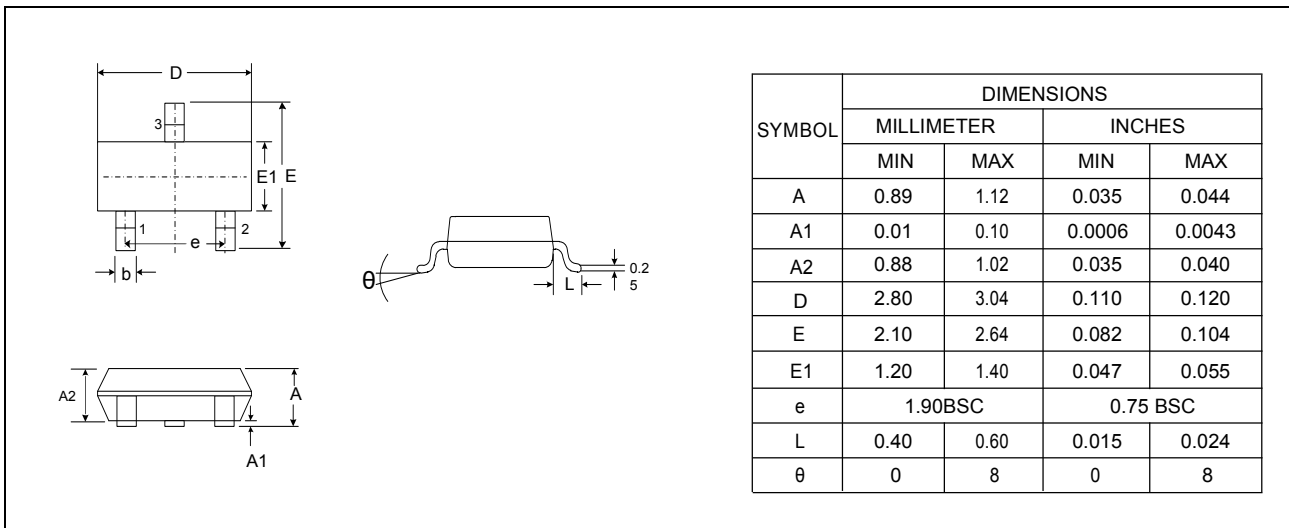 D
3
E1 E
1 2
e
b
θ
L
0.2
5
A2
A
A1
DIMENSIONS
SYMBOL MILLIMETER INCHES
MIN MAX MIN MAX
A 0.89 1.12 0.035 0.044
A1 0.01 0.10 0.0006 0.0043
A2 0.88 1.02 0.035 0.040
D 2.80 3.04 0.110 0.120
E 2.10 2.64 0.082 0.104
E1 1.20 1.40 0.047 0.055
e 1.90BSC 0.75 BSC
L 0.40 0.60 0.015 0.024
θ 0 8 0 8